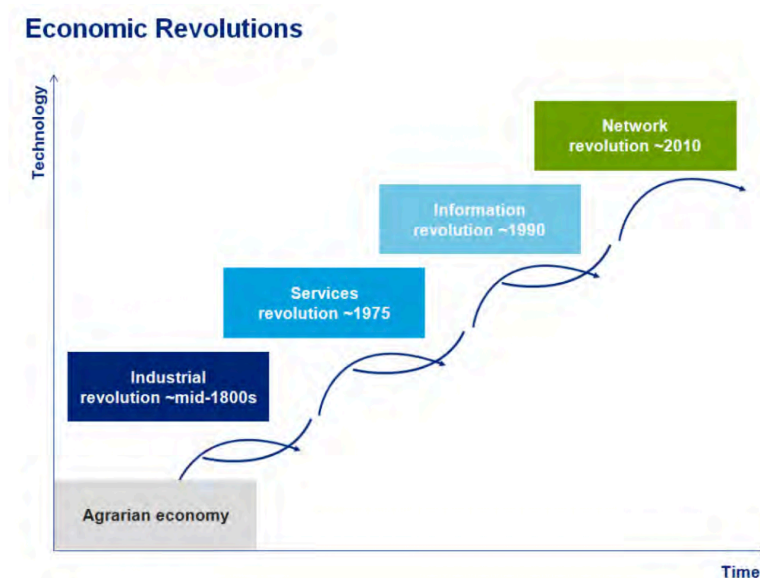 Economic Revolutions
Technology
Network
revolution ~2010
Information
revolution ~1990
Services
revolution ~1975
Industrial
revolution ~mid-1800s
Agrarian economy
Time